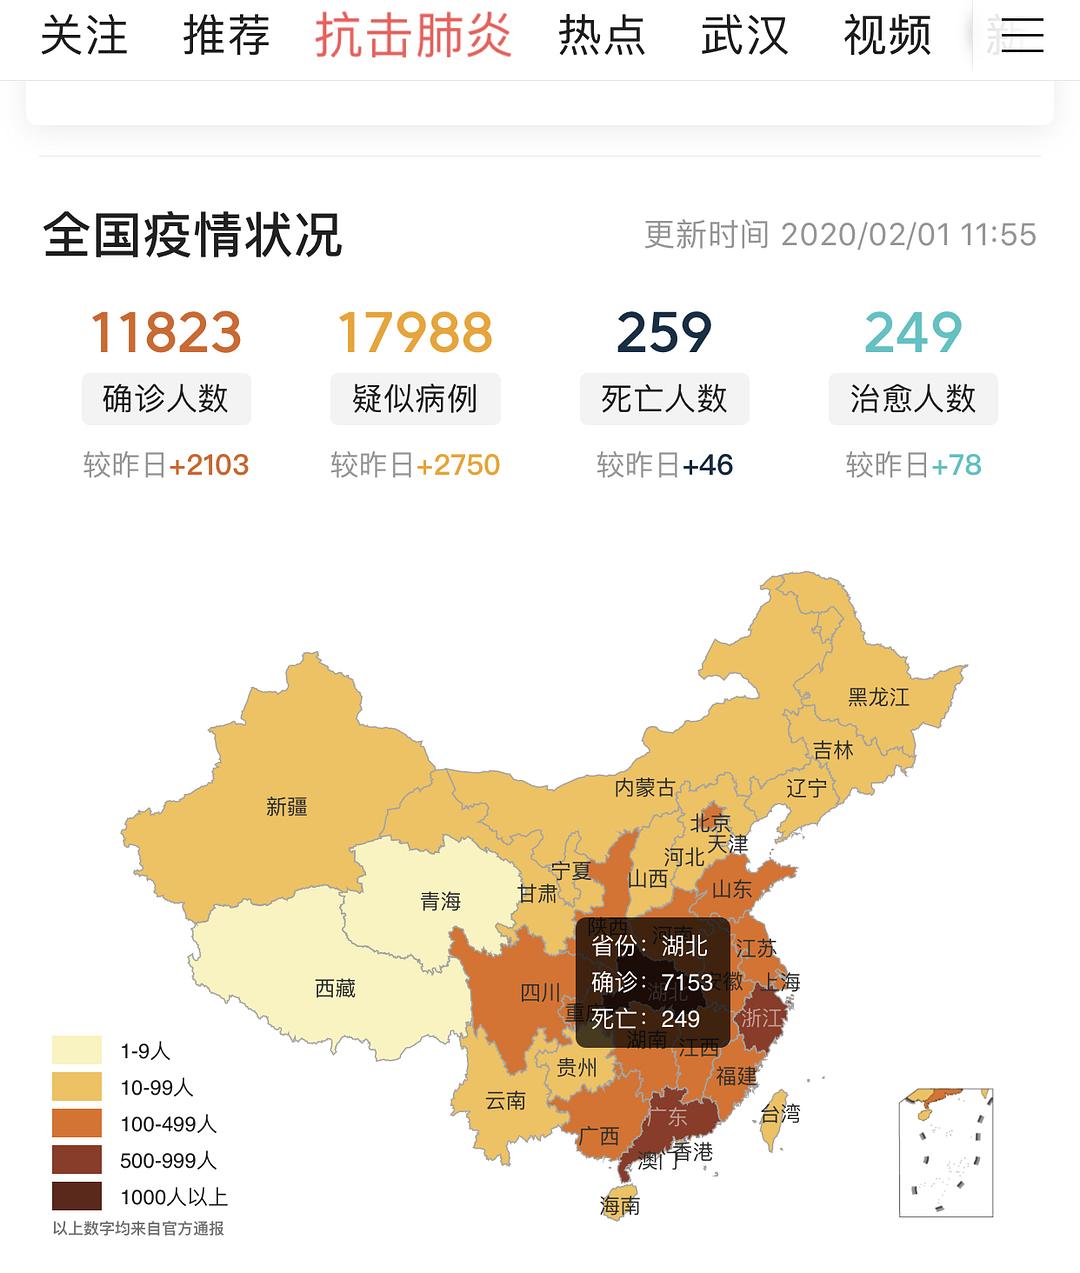 关注 推荐 抗击肺炎 热点 武汉 视频 新
全国疫情状况
更新时间 2020/02/01 11:55
11823 17988 259 249
确诊人数 疑似病例 死亡人数 治愈人数
较昨日+2103 较昨日+2750 较昨日+46 较昨日+78
黑龙江
吉林
内蒙古
辽宁
新疆
北京
天津
河北
宁夏
山西
山东
甘肃
青海
陕西
河南
江苏
省份：湖北
确诊：7153
死亡：249
安徽
上海
西藏
四川
湖北
重庆
浙江
湖南
江西
贵州
福建
云南
台湾
广东
广西
香港
澳门
海南
1-9人
10-99人
100-499人
500-999人
1000人以上
以上数字均来自官方通报